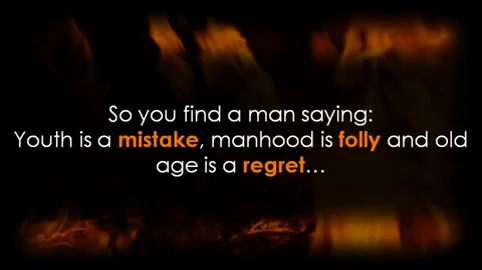 So you find a man saying:
Youth is a mistake, manhood is folly and old
age is a regret…